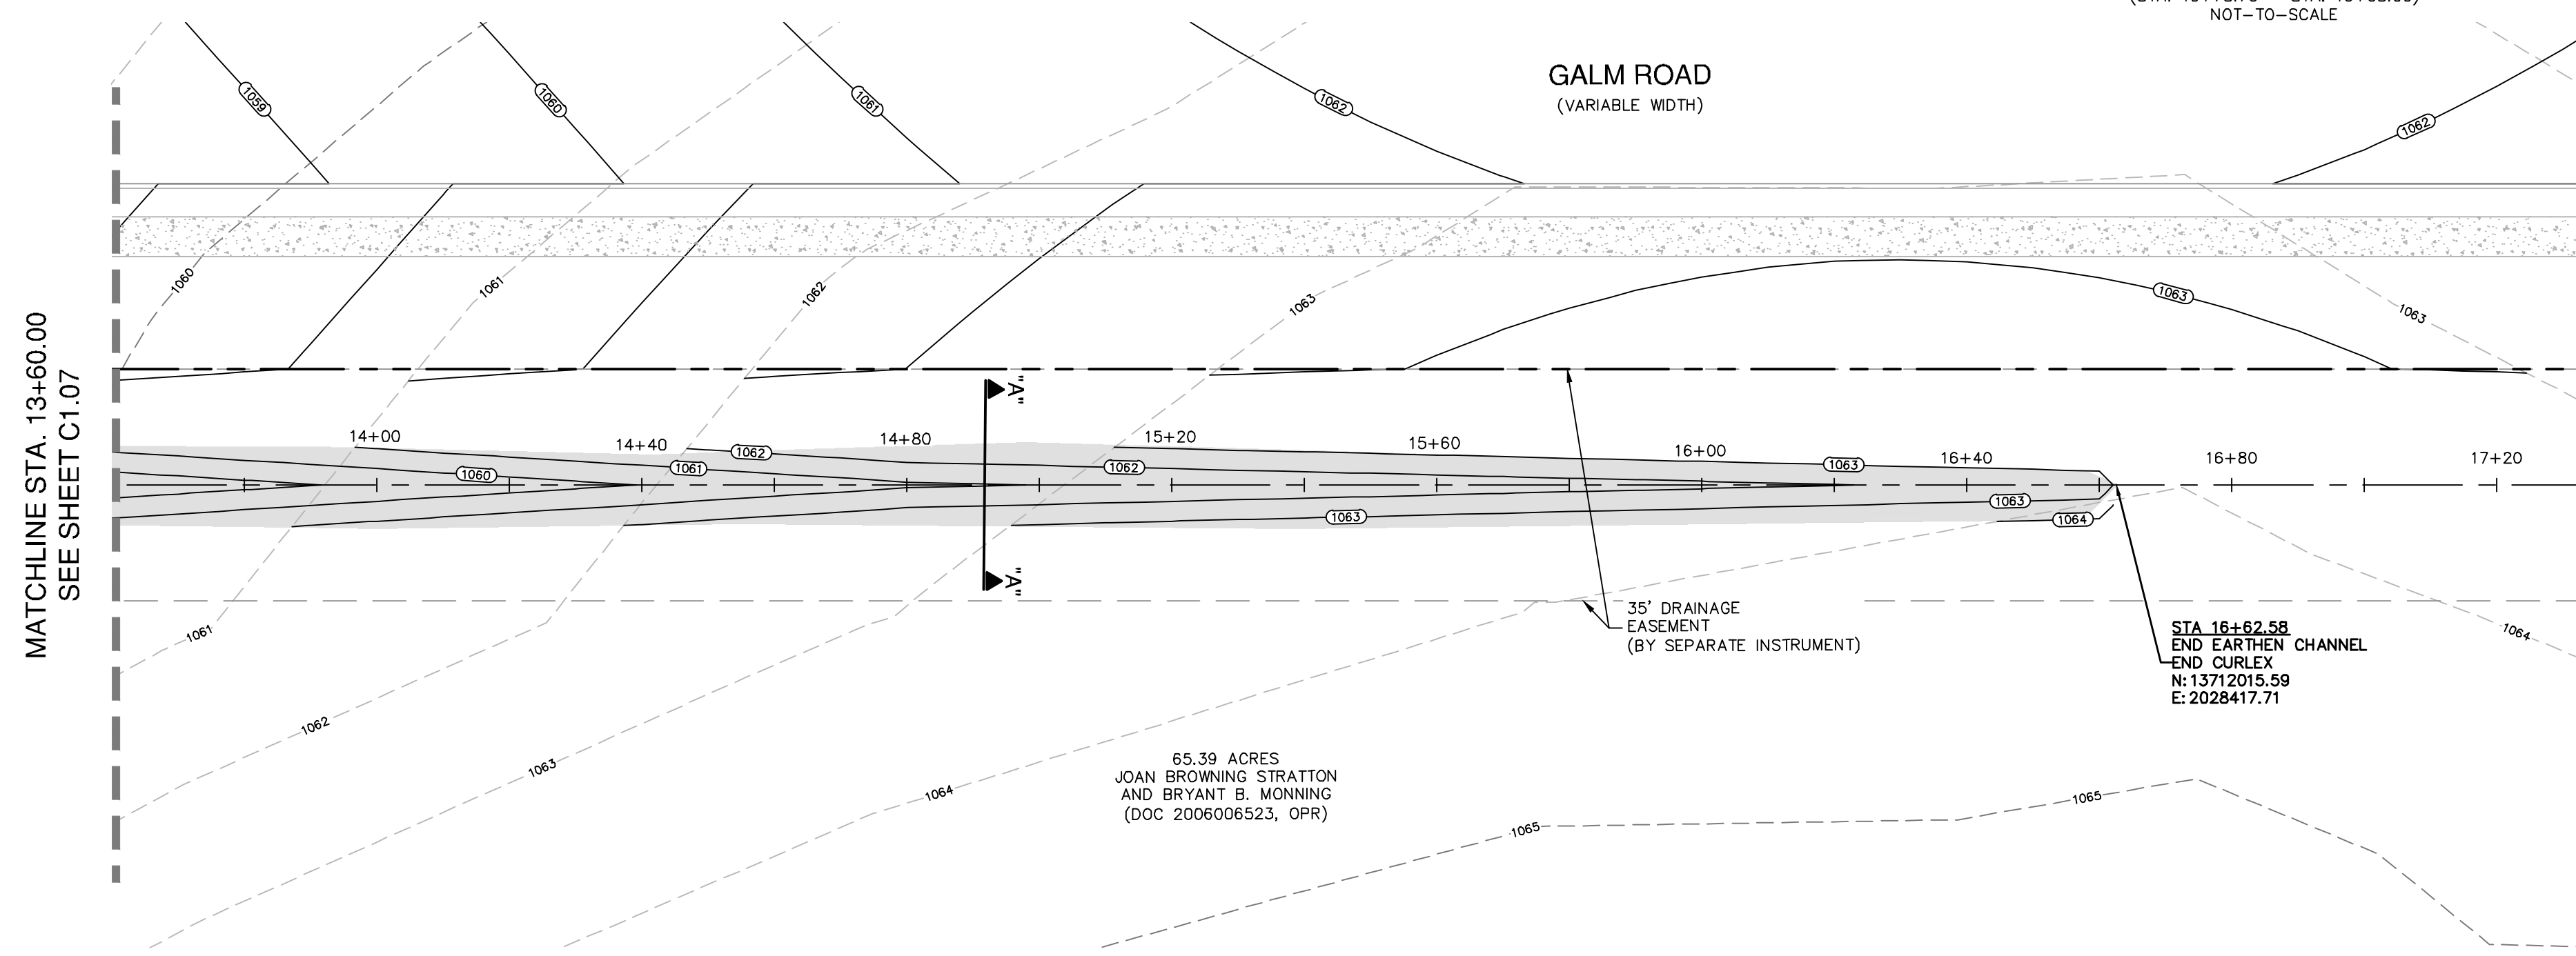 NOT-TO-SCALE
GALM ROAD
(VARIABLE WIDTH)
1059
1060
1061
1062
1062
1060
1061
1062
1063
1063
1063
MATCHLINE STA. 13+60.00
SEE SHEET C1.07
"A"
14+00
14+40
14+80
15+20
15+60
16+00
16+40
16+80
17+20
1060
1061
1062
1062
1063
1063
1063
1064
"A"
35' DRAINAGE
EASEMENT
(BY SEPARATE INSTRUMENT)
STA 16+62.58
END EARTHEN CHANNEL
END CURLEX
N: 13712015.59
E: 2028417.71
1061
1062
1063
1064
1064
1065
1065
65.39 ACRES
JOAN BROWNING STRATTON
AND BRYANT B. MONNING
(DOC 2006006523, OPR)